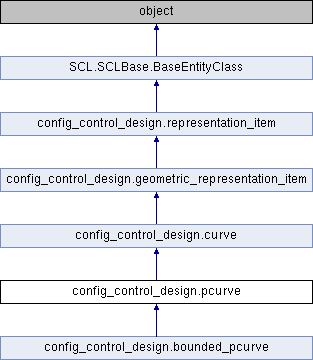 object
SCL.SCLBase.BaseEntityClass
config_control_design.representation_item
config_control_design.geometric_representation_item
config_control_design.curve
config_control_design.pcurve
config_control_design.bounded_pcurve